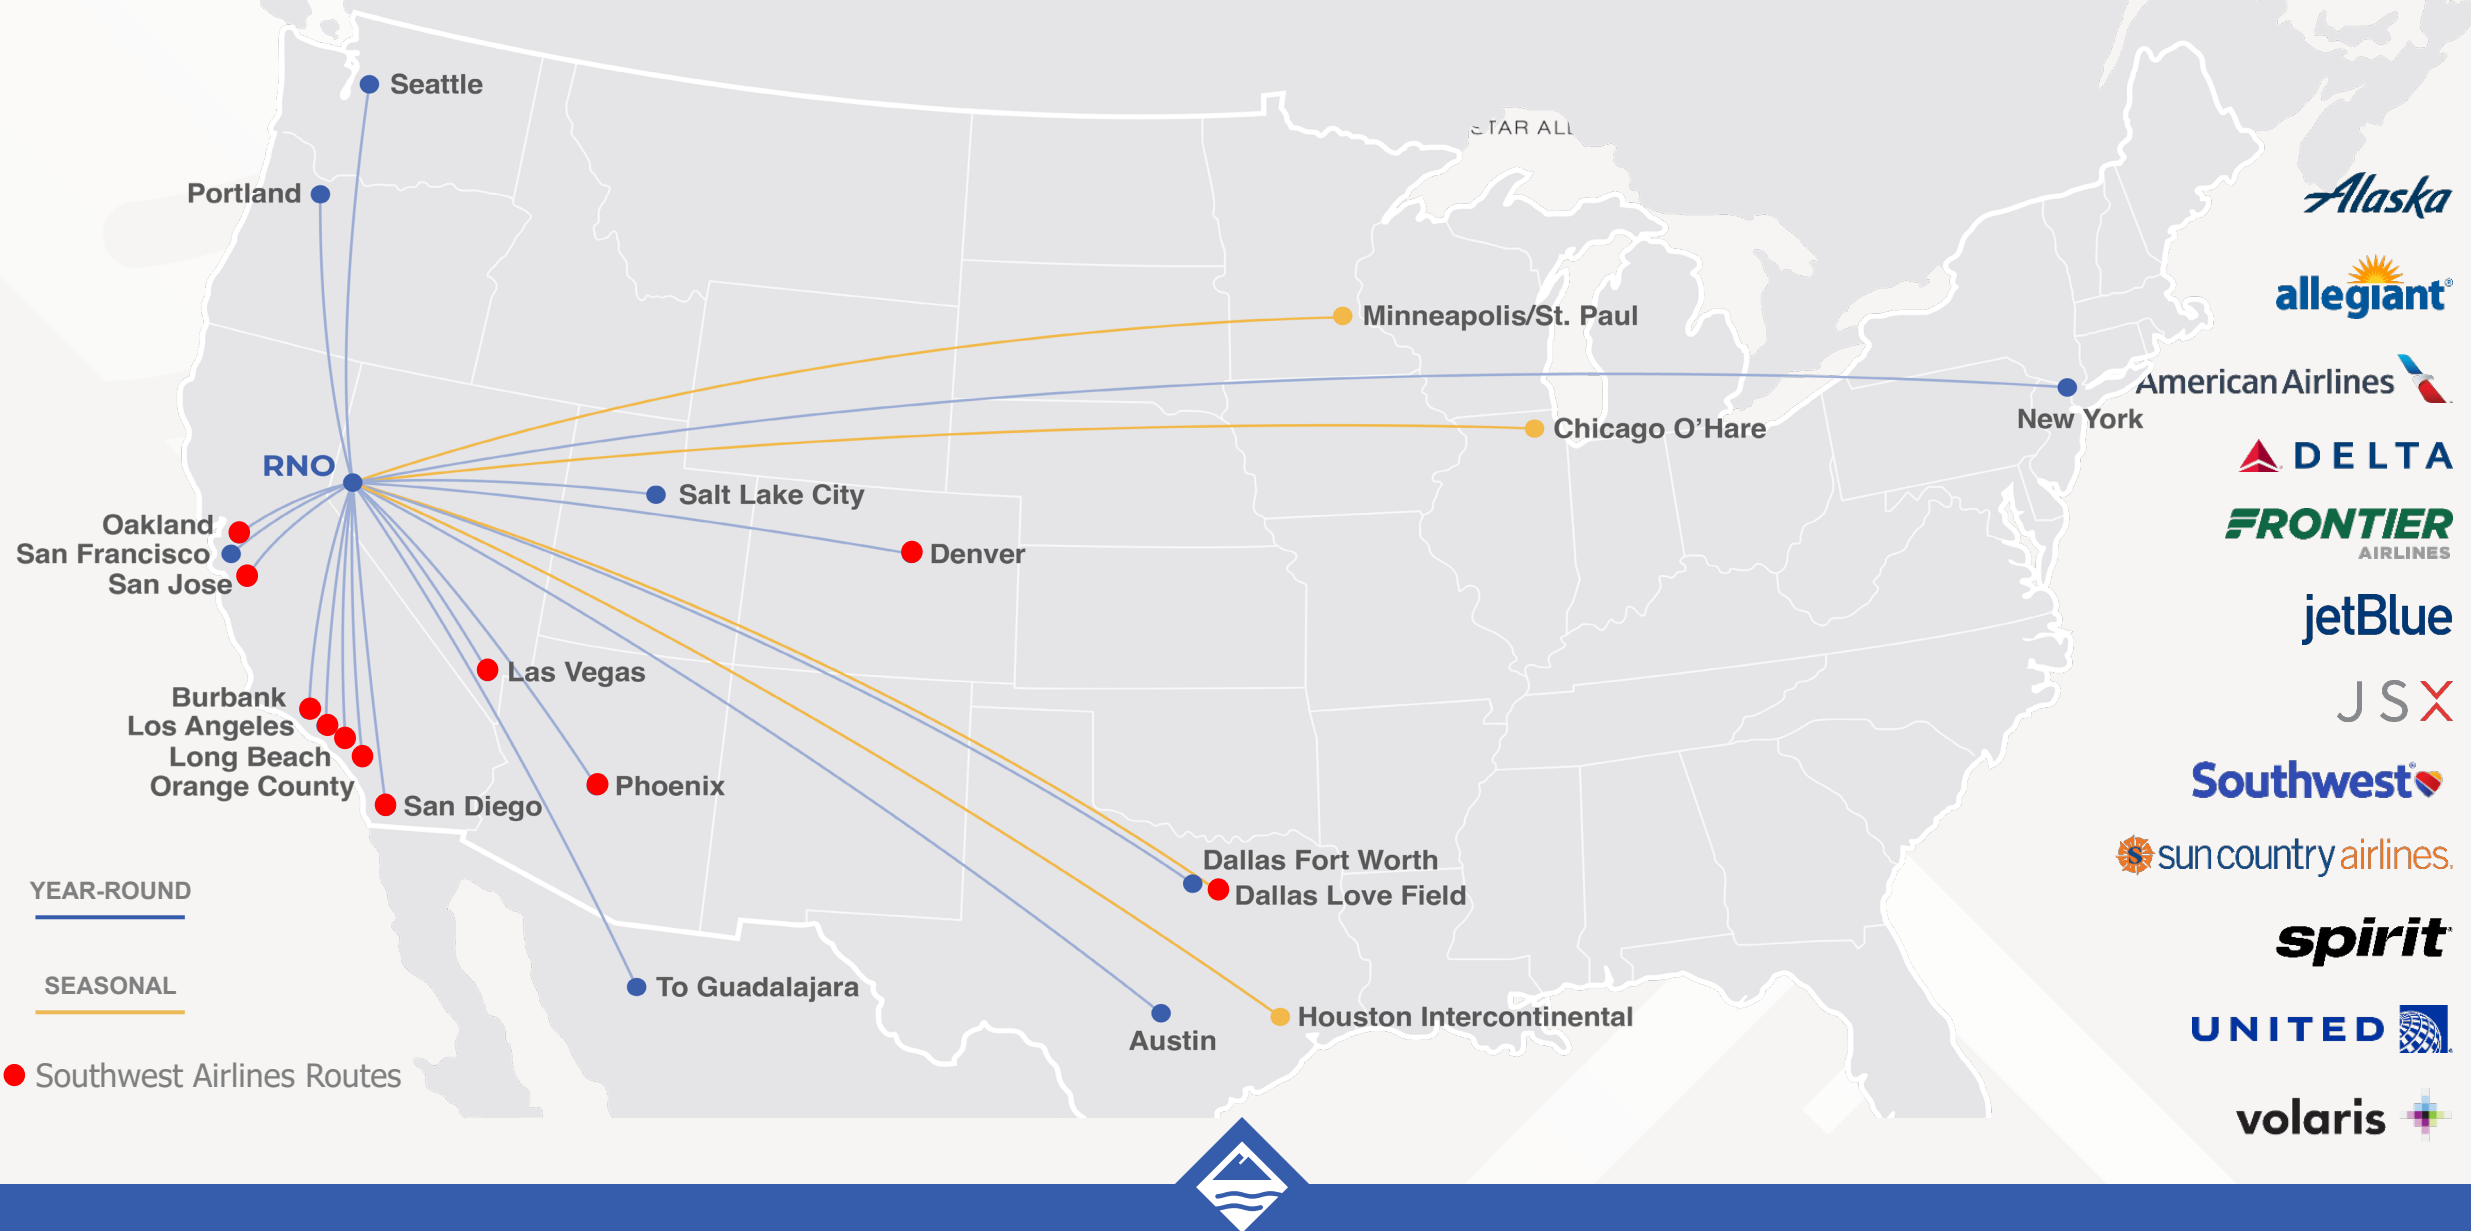 STAR ALL
Seattle
Portland
Minneapolis/St. Paul
New York
Chicago O’Hare
RNO
Salt Lake City
Oakland
San Francisco
San Jose
Denver
Las Vegas
Burbank
Los Angeles
Long Beach
Orange County
San Diego
Phoenix
Dallas Fort Worth
Dallas Love Field
To Guadalajara
Austin
Houston Intercontinental
YEAR-ROUND
SEASONAL
Southwest Airlines Routes
Alaska
allegiant®
American Airlines
DELTA
FRONTIER
AIRLINES
jetBlue
JSX
Southwest®
S sun country airlines.
spirit
UNITED
volaris